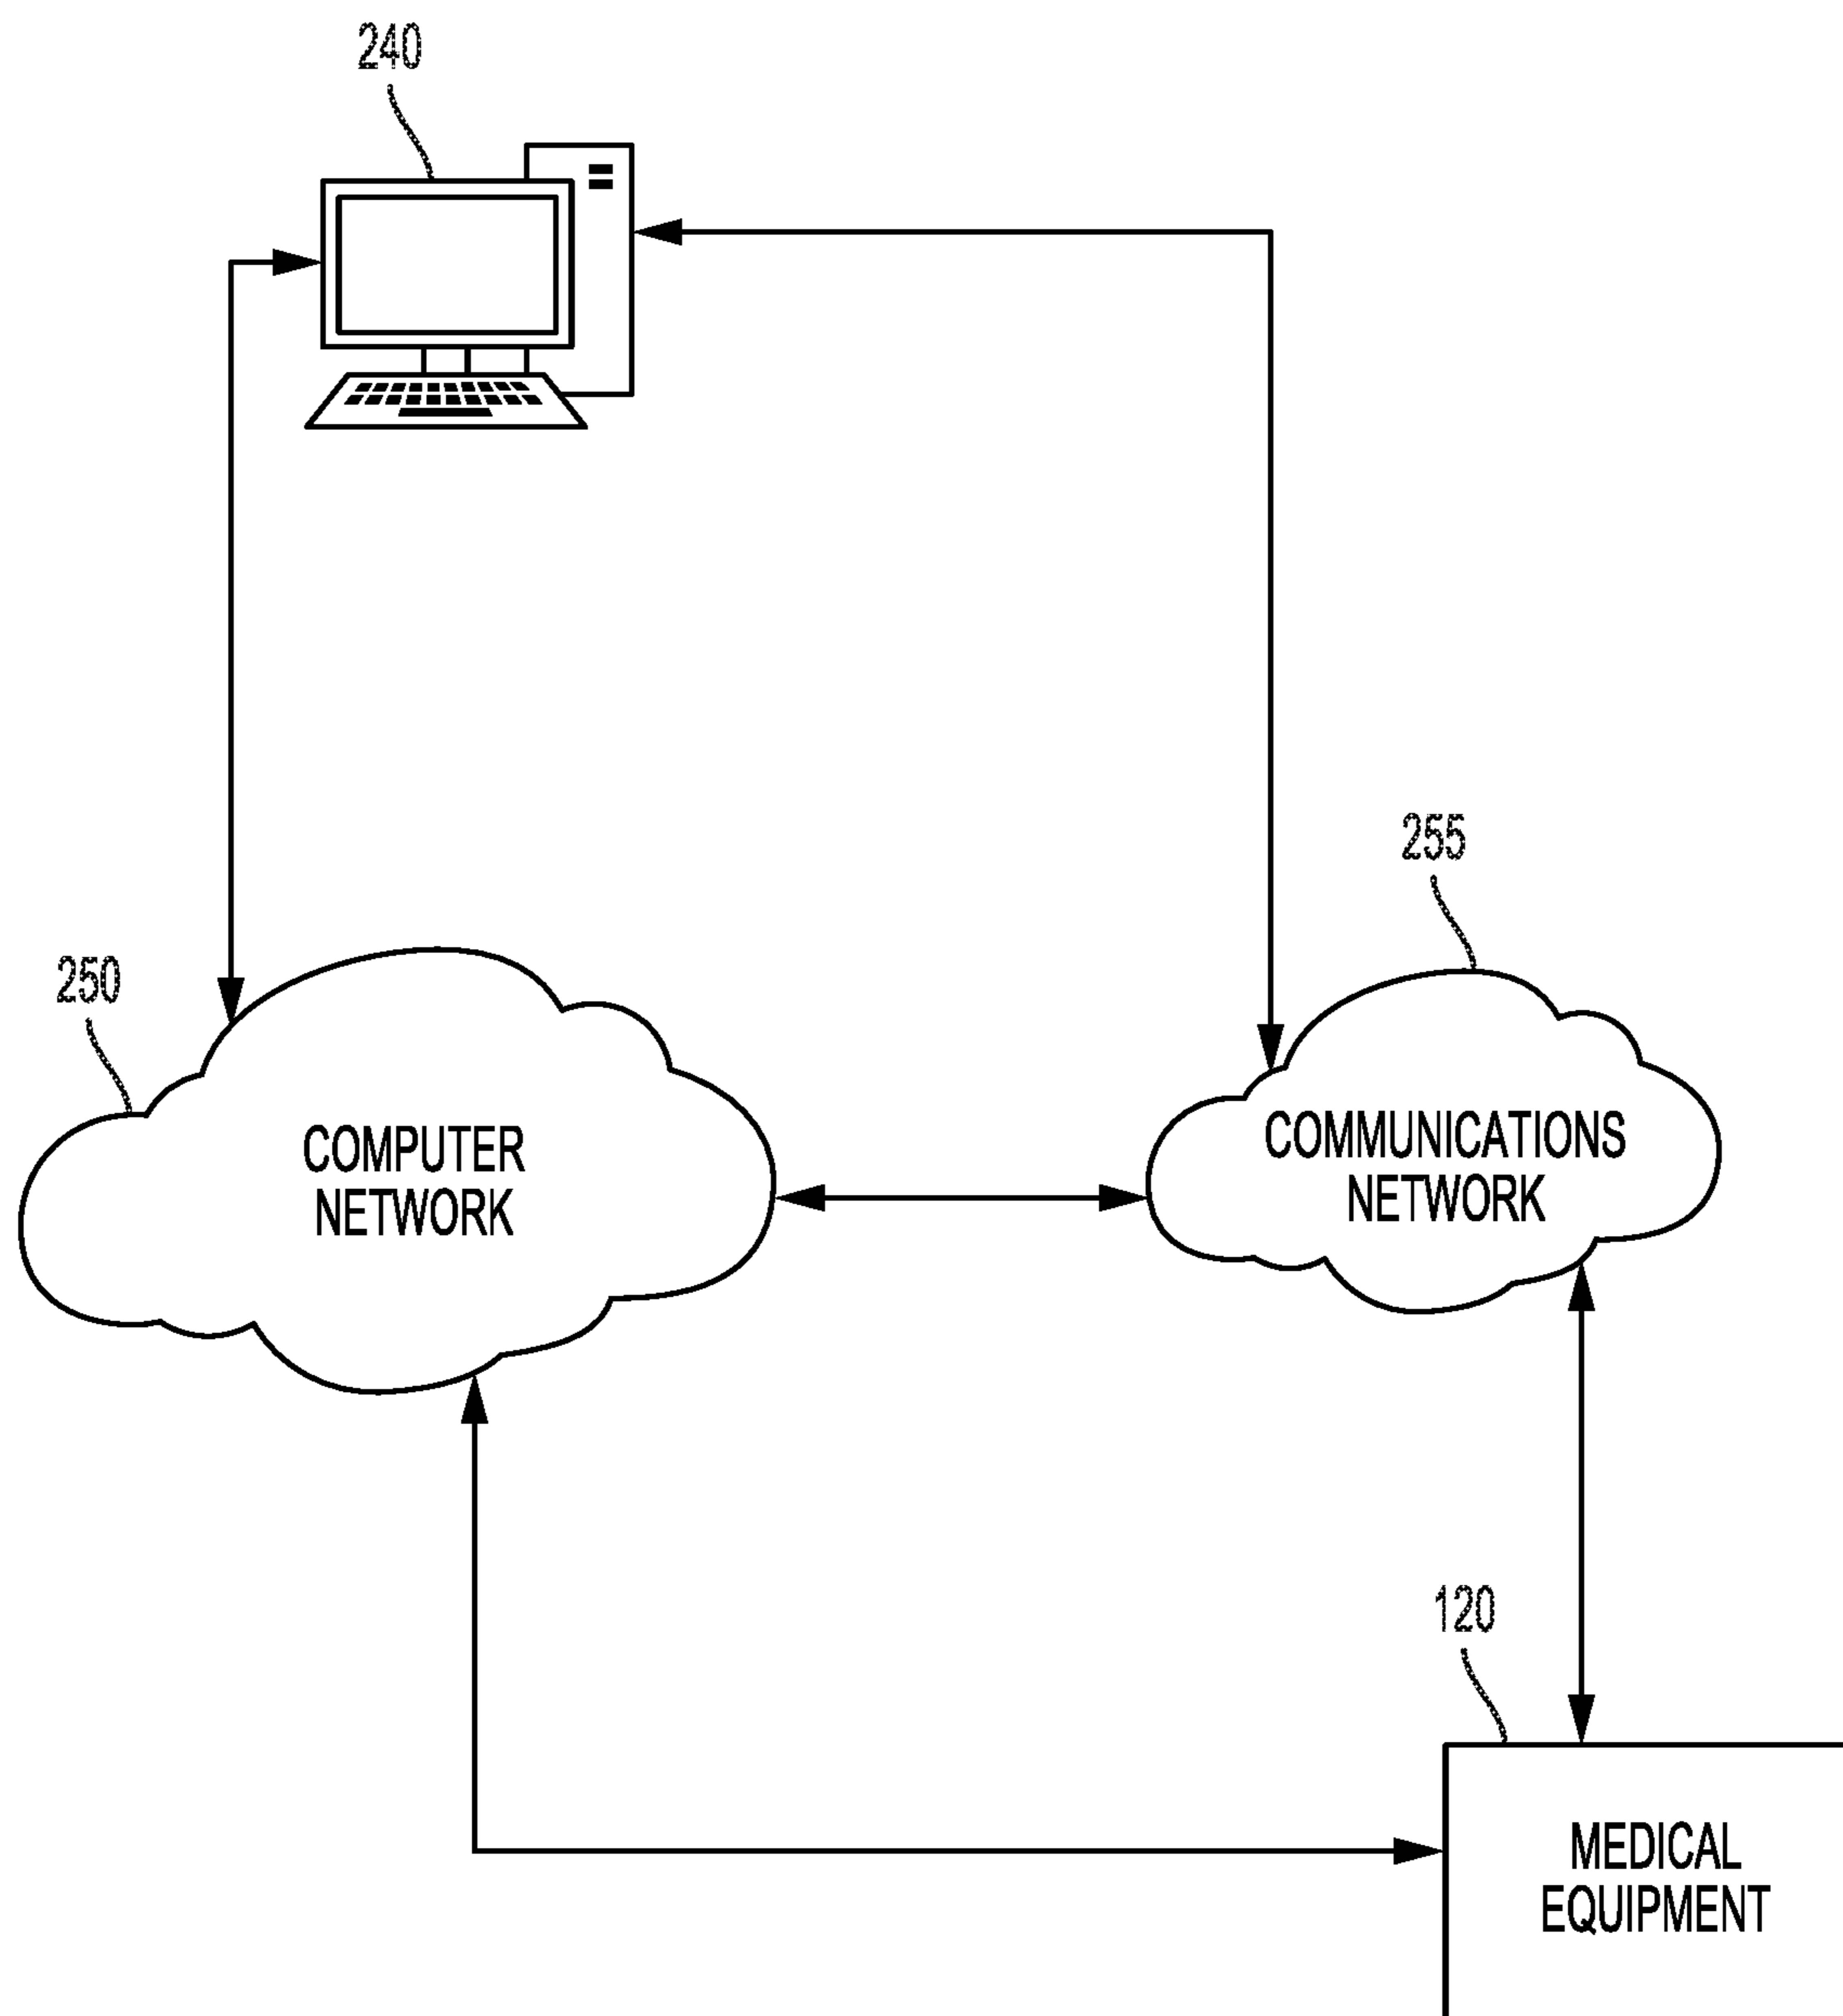 240
255
250
COMPUTER
NETWORK
COMMUNICATIONS
NETWORK
120
MEDICAL
EQUIPMENT